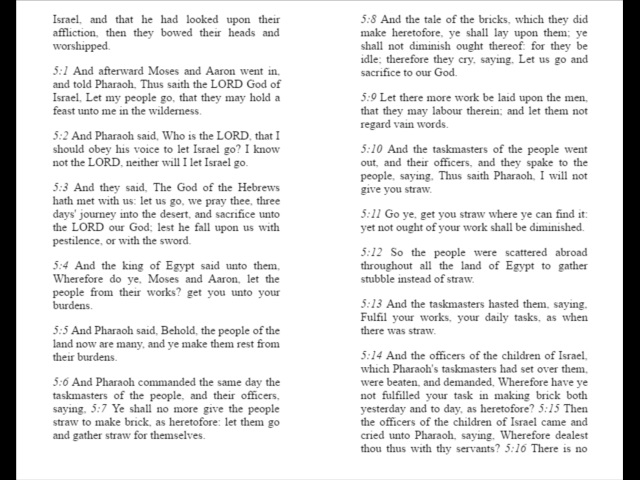 Israel, and that he had looked upon their
affliction, then they bowed their heads and
worshipped.
5:1 And afterward Moses and Aaron went in,
and told Pharaoh, Thus saith the LORD God of
Israel, Let my people go, that they may hold a
feast unto me in the wilderness.
5:2 And Pharaoh said, Who is the LORD, that I
should obey his voice to let Israel go? I know
not the LORD, neither will I let Israel go.
5:3 And they said, The God of the Hebrews
hath met with us: let us go, we pray thee, three
days' journey into the desert, and sacrifice unto
the LORD our God; lest he fall upon us with
pestilence, or with the sword.
5:4 And the king of Egypt said unto them,
Wherefore do ye, Moses and Aaron, let the
people from their works? get you unto your
burdens.
5:5 And Pharaoh said, Behold, the people of the
land now are many, and ye make them rest from
their burdens.
5:6 And Pharaoh commanded the same day the
taskmasters of the people, and their officers,
saying, 5:7 Ye shall no more give the people
straw to make brick, as heretofore: let them go
and gather straw for themselves.
5:8 And the tale of the bricks, which they did
make heretofore, ye shall lay upon them; ye
shall not diminish ought thereof: for they be
idle; therefore they cry, saying, Let us go and
sacrifice to our God.
5:9 Let there more work be laid upon the men,
that they may labour therein; and let them not
regard vain words.
5:10 And the taskmasters of the people went
out, and their officers, and they spake to the
people, saying, Thus saith Pharaoh, I will not
give you straw.
5:11 Go ye, get you straw where ye can find it:
yet not ought of your work shall be diminished.
5:12 So the people were scattered abroad
throughout all the land of Egypt to gather
stubble instead of straw.
5:13 And the taskmasters hasted them, saying,
Fulfil your works, your daily tasks, as when
there was straw.
5:14 And the officers of the children of Israel,
which Pharaoh's taskmasters had set over them,
were beaten, and demanded, Wherefore have ye
not fulfilled your task in making brick both
yesterday and to day, as heretofore? 5:15 Then
the officers of the children of Israel came and
cried unto Pharaoh, saying, Wherefore dealest
thou thus with thy servants? 5:16 There is no